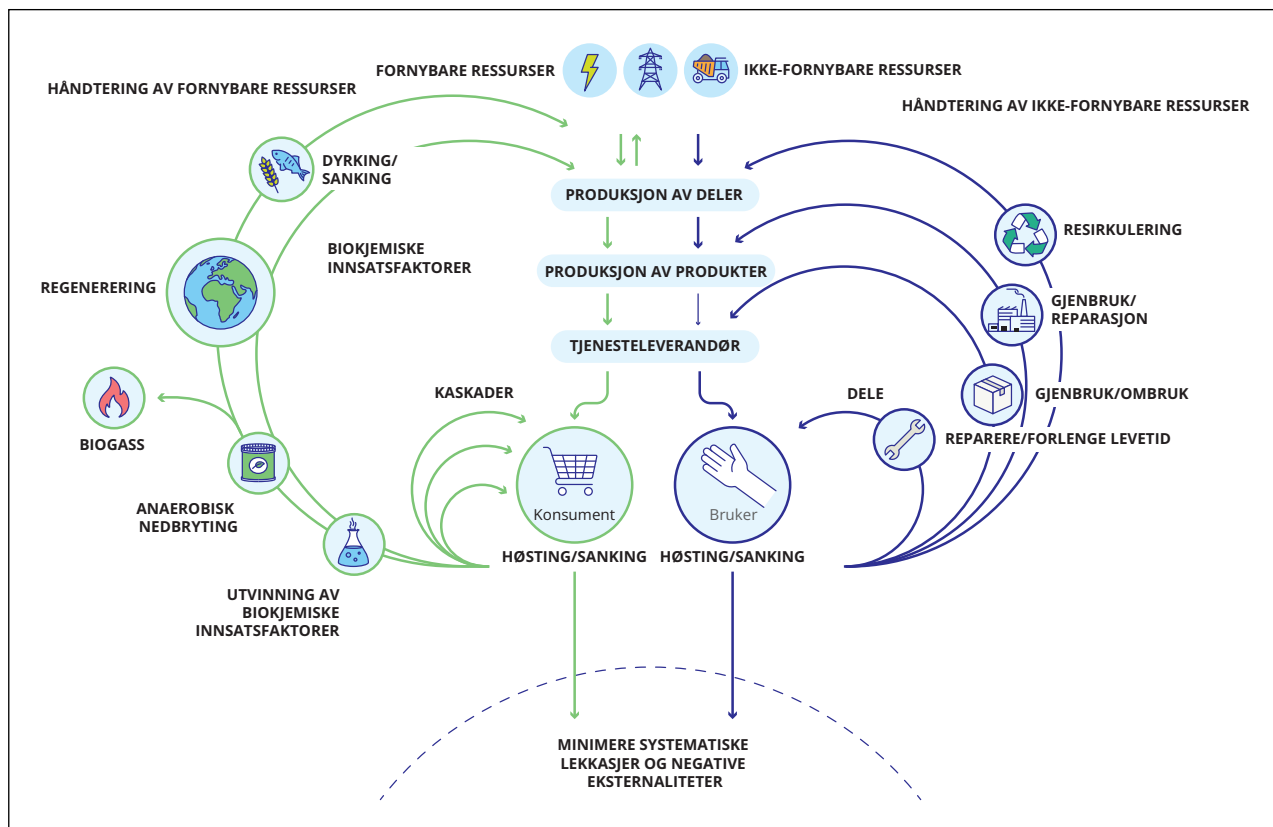 FORNYBARE RESSURSER
IKKE-FORNYBARE RESSURSER
HÅNDTERING AV FORNYBARE RESSURSER
HÅNDTERING AV IKKE-FORNYBARE RESSURSER
DYRKING/
SANKING
PRODUKSJON AV DELER
RESIRKULERING
BIOKJEMISKE
INNSATSFAKTORER
PRODUKSJON AV PRODUKTER
REGENERERING
GJENBRUK/
REPARASJON
TJENESTELEVERANDØR
KASKADER
DELE
GJENBRUK/OMBRUK
BIOGASS
REPARERE/FORLENGE LEVETID
Konsument
Bruker
ANAEROBISK
NEDBRYTING
HØSTING/SANKING
HØSTING/SANKING
UTVINNING AV
BIOKJEMISKE
INNSATSFAKTORER
MINIMERE SYSTEMATISKE
LEKKASJER OG NEGATIVE
EKSTERNALITETER